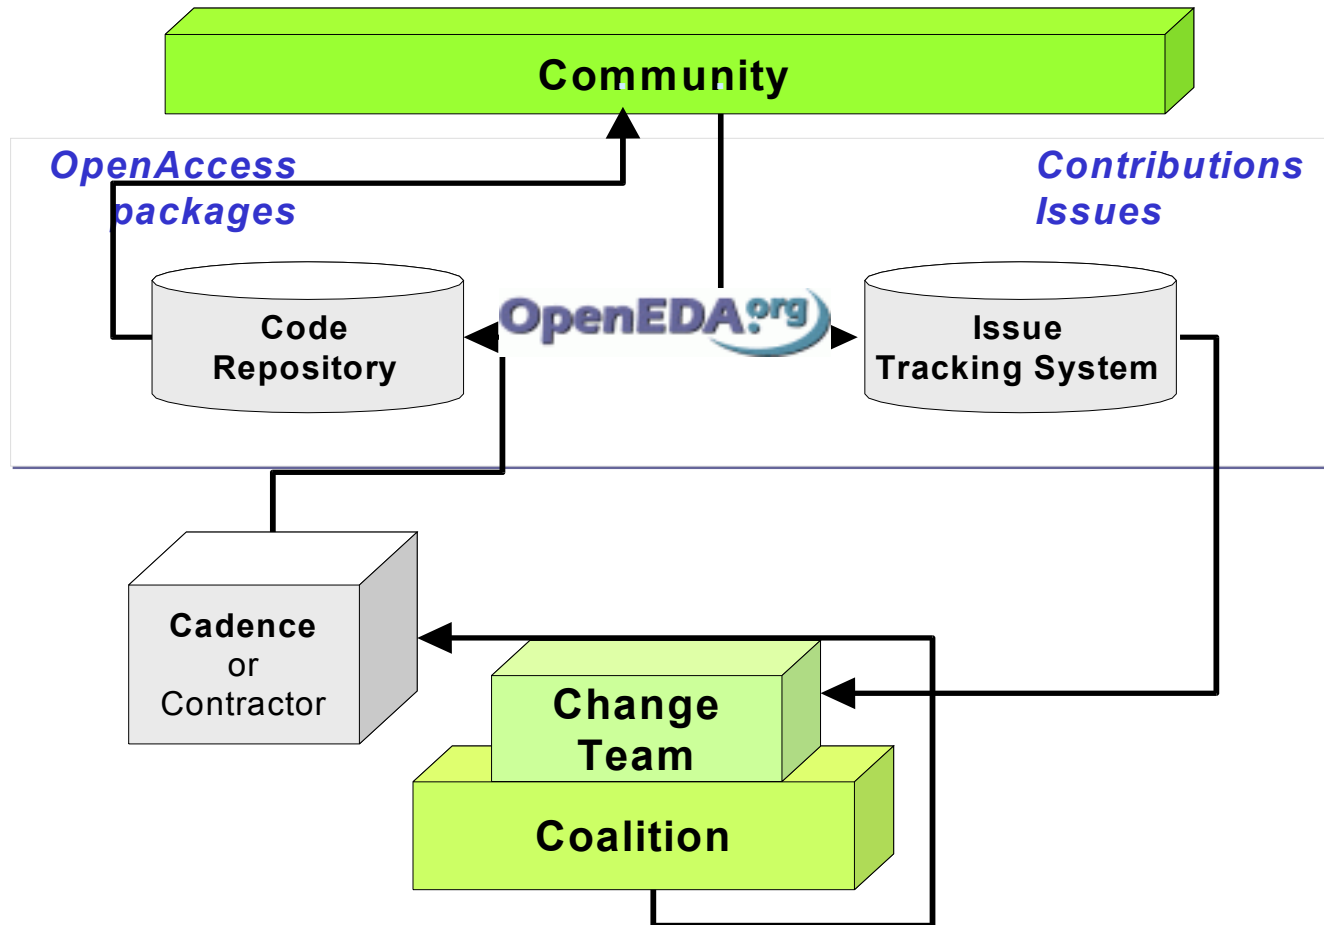 Community
OpenAccess
packages
Contributions
Issues
OpenEDA.org
Code
Repository
Issue
Tracking System
Cadence
or
Contractor
Change
Team
Coalition